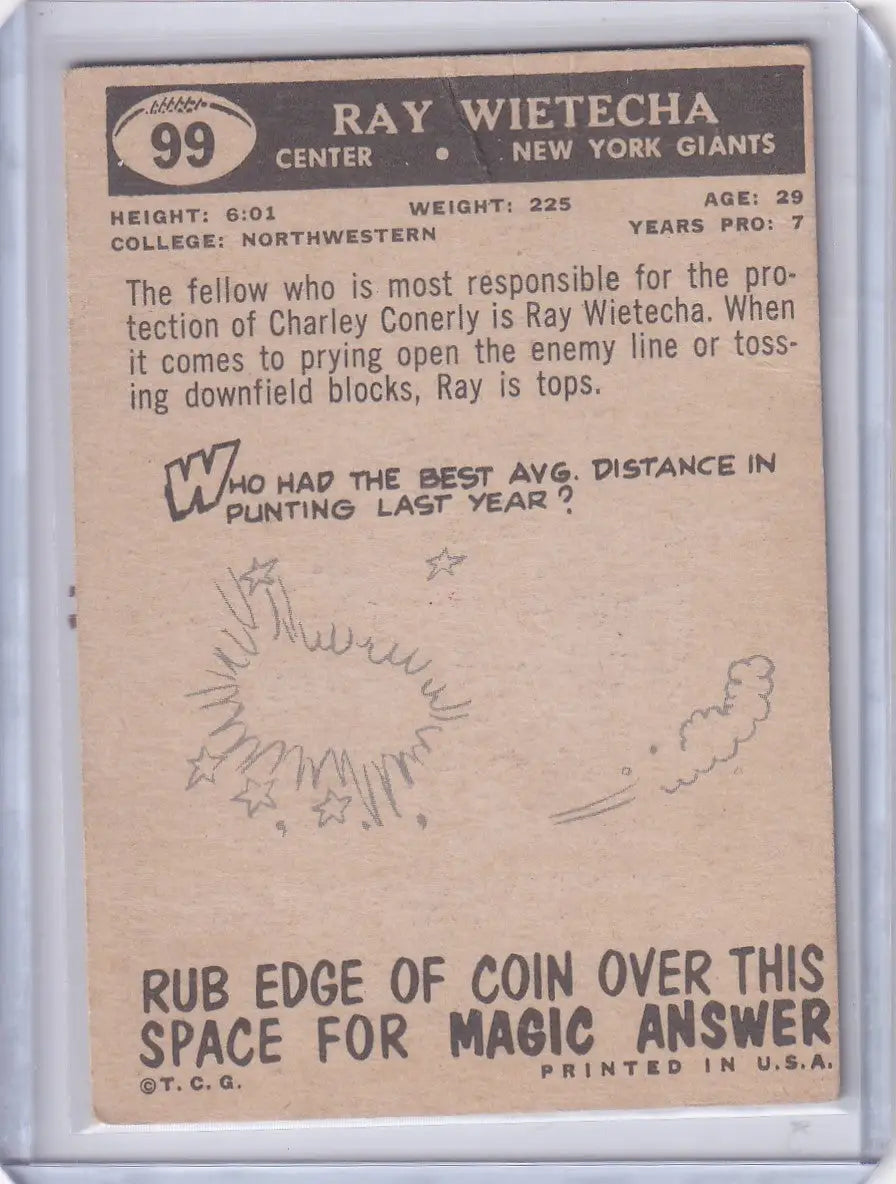 99
RAY WIETECHA
CENTER • NEW YORK GIANTS
HEIGHT: 6:01 WEIGHT: 225 AGE: 29
COLLEGE: NORTHWESTERN YEARS PRO: 7
The fellow who is most responsible for the pro-
tection of Charley Conerly is Ray Wietecha. When
it comes to prying open the enemy line or toss-
ing downfield blocks, Ray is tops.
WHO HAD THE BEST AVG. DISTANCE IN
PUNTING LAST YEAR?
RUB EDGE OF COIN OVER THIS
SPACE FOR MAGIC ANSWER
©T. C. G. PRINTED IN U.S.A.